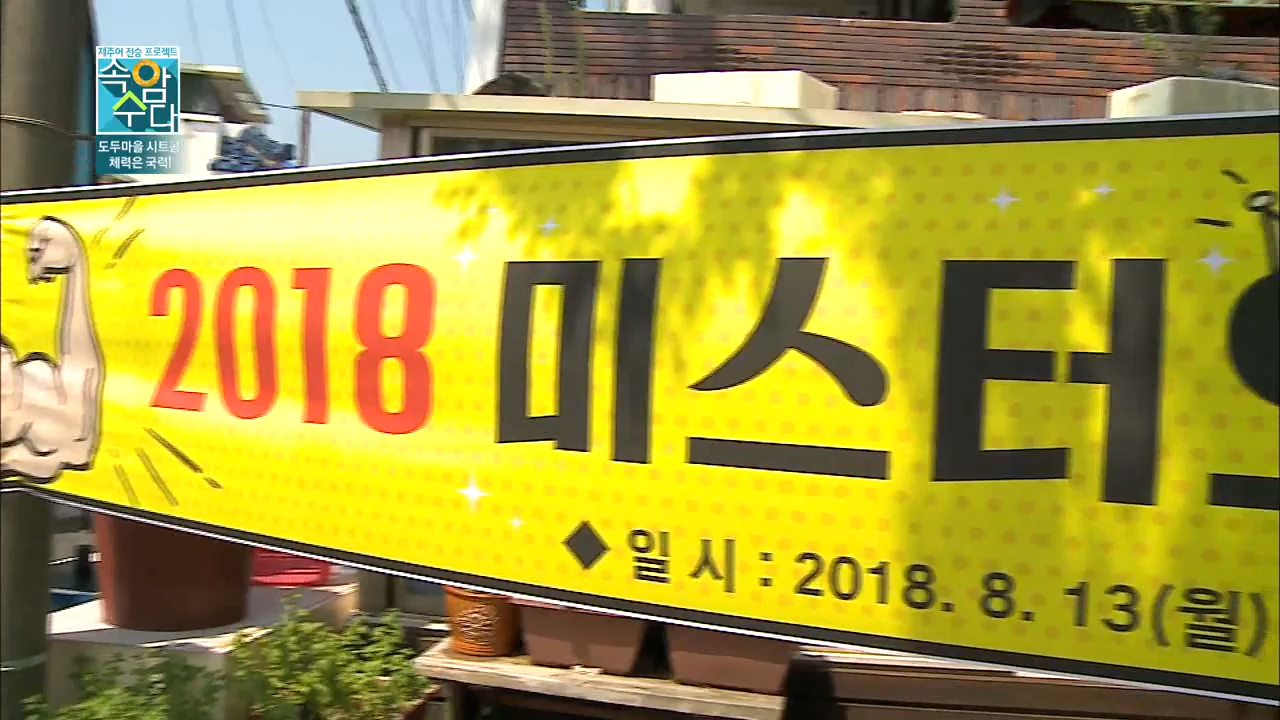 제주어 전승 프로젝트
속암
수다
도두마을 시트콤
체력은 국력!
2018 미스터
◆ 일 시 : 2018. 8. 13(월)